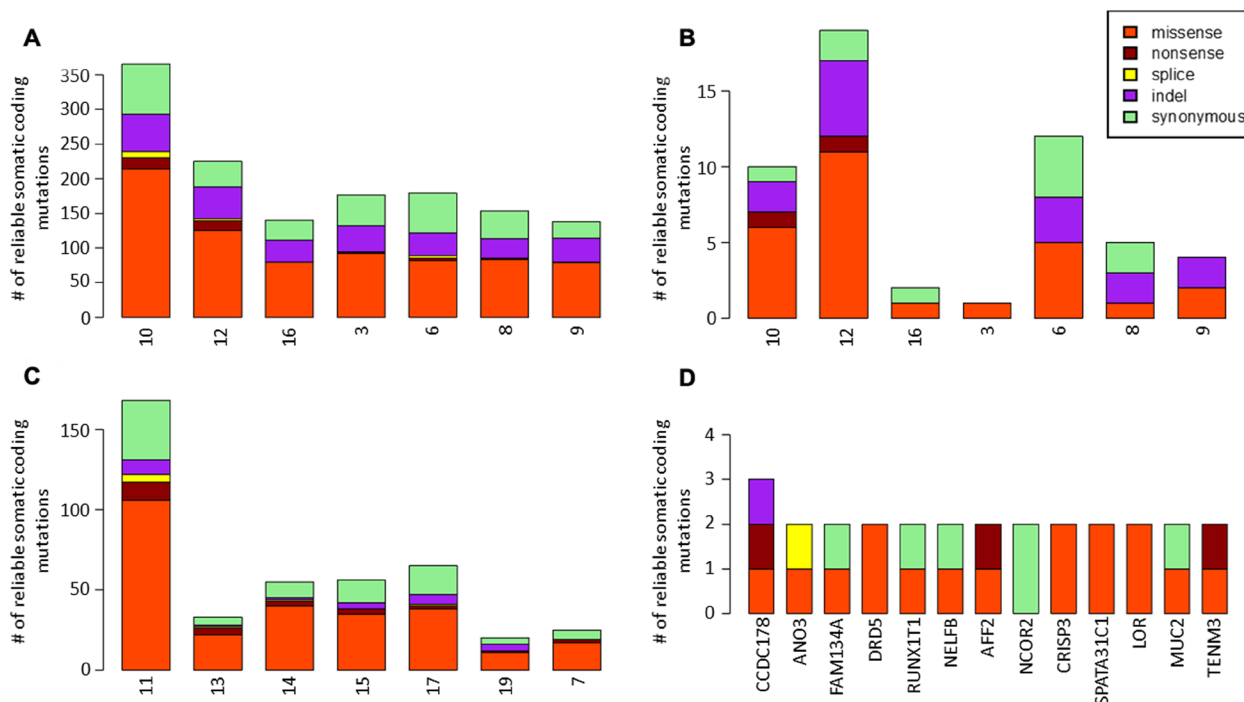 A
# of reliable somatic coding
mutations
350
300
250
200
150
100
50
0
10 12 16 3 6 8 9
B
# of reliable somatic coding
mutations
15
10
5
0
10 12 16 3 6 8 9
missense
nonsense
splice
indel
synonymous
C
# of reliable somatic coding
mutations
150
100
50
0
11 13 14 15 17 19 7
D
# of reliable somatic coding
mutations
4
3
2
1
0
CCDC178 ANO3 FAM134A DRD5 RUNX1T1 NELFB AFF2 NCOR2 CRISP3 SPATA31C1 LOR MUC2 TENM3